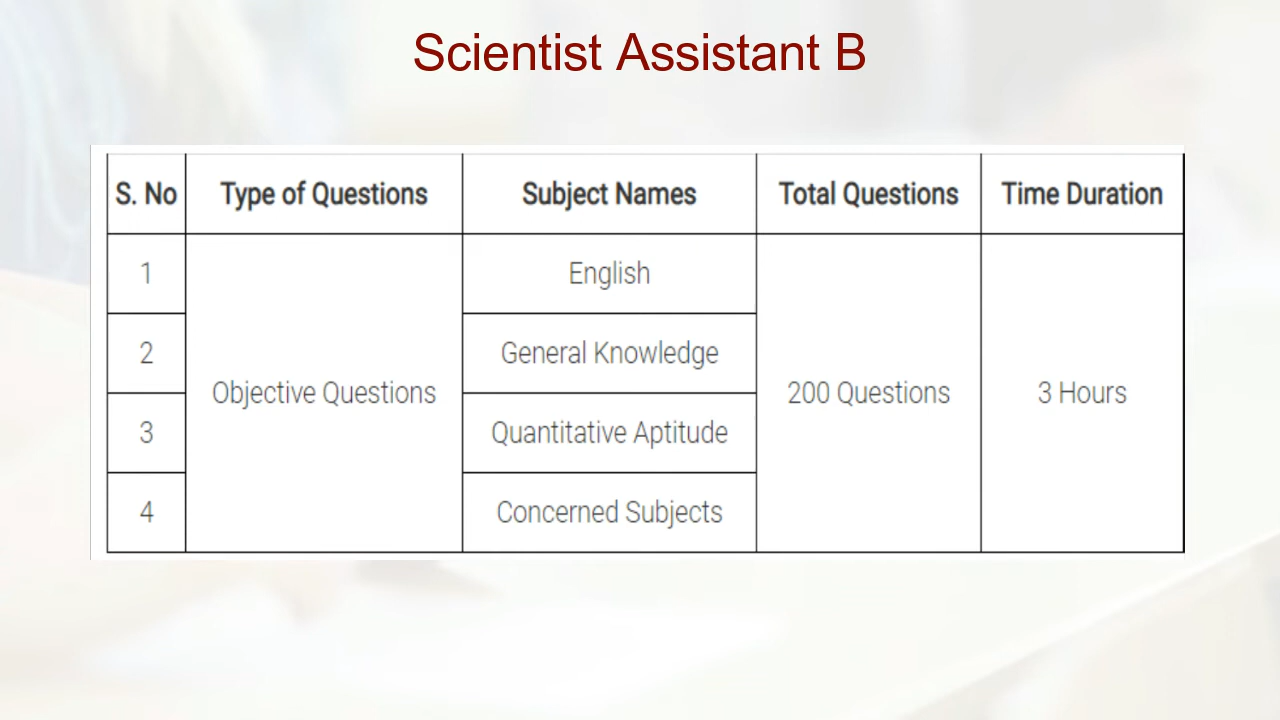 Scientist Assistant B
S. No Type of Questions Subject Names Total Questions Time Duration
1 English
2 General Knowledge
Objective Questions 200 Questions 3 Hours
3 Quantitative Aptitude
4 Concerned Subjects